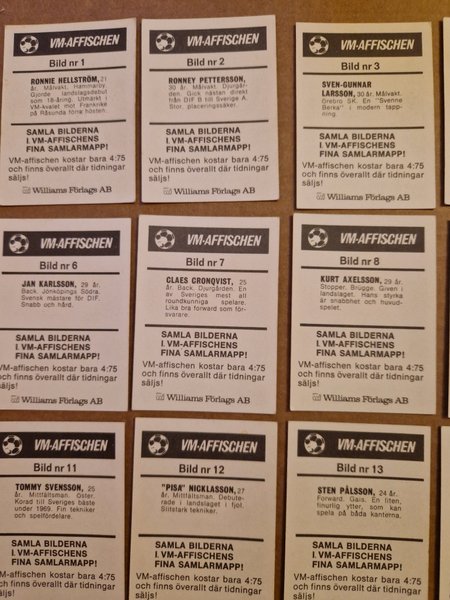 VM-AFFISCHEN
Bild nr 1
RONNIE HELLSTRÖM, 21
år. Målvakt. Hammarby.
Gjorde landslagsdebut
som 18-åring. Utmärkt i
VM-kvalet mot Frankrike
på Råsunda förra hösten.
SAMLA BILDERNA
I. VM-AFFISCHENS
FINA SAMLARMAPP!
VM-affischen kostar bara 4:75
och finns överallt där tidningar
säljs!
Williams Förlags AB
VM-AFFISCHEN
Bild nr 2
RONNEY PETTERSSON,
30 år. Målvakt. Djurgår-
den. Gick nästan direkt
från DIF B till Sverige A.
Stor, placeringssäker.
SAMLA BILDERNA
I. VM-AFFISCHENS
FINA SAMLARMAPP!
VM-affischen kostar bara 4:75
och finns överallt där tidningar
säljs!
Williams Förlags AB
VM-AFFISCHEN
Bild nr 3
SVEN-GUNNAR
LARSSON, 30 år. Målvakt.
Örebro SK. En "Svenne
Berka" i modern tapp-
ning.
SAMLA BILDERNA
I. VM-AFFISCHENS
FINA SAMLARMAPP!
VM-affischen kostar bara 4:75
och finns överallt där tidningar
säljs!
Williams Förlags AB
VM-AFFISCHEN
Bild nr 6
JAN KARLSSON, 29 år.
Back. Jönköpings Södra.
Svensk mästare för DIF.
Snabb och hård.
SAMLA BILDERNA
I. VM-AFFISCHENS
FINA SAMLARMAPP!
VM-affischen kostar bara 4:75
och finns överallt där tidningar
säljs!
Williams Förlags AB
VM-AFFISCHEN
Bild nr 7
CLAES CRONQVIST, 25
år. Back. Djurgården. En
av Sveriges mest all
roundkunniga spelare.
Lika bra forward som för-
svarare.
SAMLA BILDERNA
I. VM-AFFISCHENS
FINA SAMLARMAPP!
VM-affischen kostar bara 4:75
och finns överallt där tidningar
säljs!
Williams Förlags AB
VM-AFFISCHEN
Bild nr 8
KURT AXELSSON, 29 år.
Stopper. Brügge. Given i
landslaget. Hans styrka
är snabbhet och huvud-
spelet.
SAMLA BILDERNA
I. VM-AFFISCHENS
FINA SAMLARMAPP!
VM-affischen kostar bara 4:75
och finns överallt där tidningar
säljs!
Williams Förlags AB
VM-AFFISCHEN
Bild nr 11
TOMMY SVENSSON, 25
år. Mittfältsman. Öster.
Korad till Sveriges bäste
under 1969. Fin tekniker
och spelfördelare.
SAMLA BILDERNA
I. VM-AFFISCHENS
FINA SAMLARMAPP!
VM-affischen kostar bara 4:75
och finns överallt där tidningar
säljs!
VM-AFFISCHEN
Bild nr 12
"PISA" NICKLASSON, 27
år. Mittfältsman. Debute-
rade i landslaget i fjol.
Slitstark tekniker.
SAMLA BILDERNA
I. VM-AFFISCHENS
FINA SAMLARMAPP!
VM-affischen kostar bara 4:75
och finns överallt där tidningar
säljs!
VM-AFFISCHEN
Bild nr 13
STEN PÅLSSON, 24 år.
Forward. Gais. En liten,
finurlig ytter, som kan
spela på båda kanterna.
SAMLA BILDERNA
I. VM-AFFISCHENS
FINA SAMLARMAPP!
VM-affischen kostar bara 4:75
och finns överallt där tidningar
säljs!